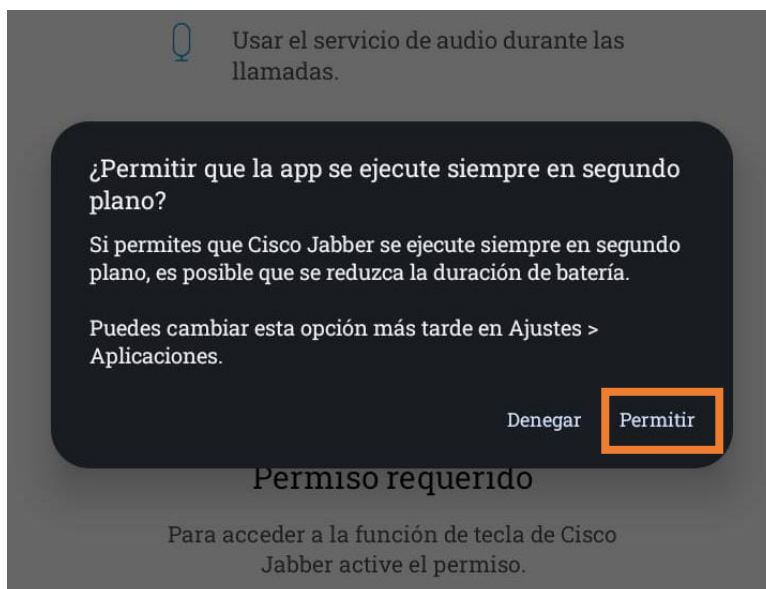 Usar el servicio de audio durante las
llamadas.
¿Permitir que la app se ejecute siempre en segundo
plano?
Si permites que Cisco Jabber se ejecute siempre en segundo
plano, es posible que se reduzca la duración de batería.
Puedes cambiar esta opción más tarde en Ajustes >
Aplicaciones.
Denegar Permitir
Permiso requerido
Para acceder a la función de tecla de Cisco
Jabber active el permiso.